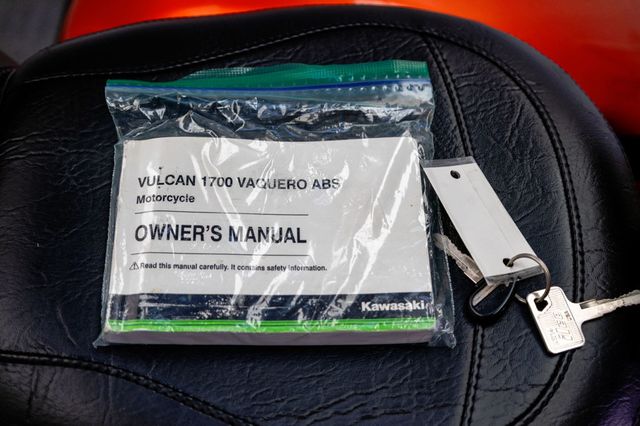 VULCAN 1700 VAQUERO ABS
Motorcycle
OWNER'S MANUAL
⚠Read this manual carefully. It contains safety information.
Kawasaki